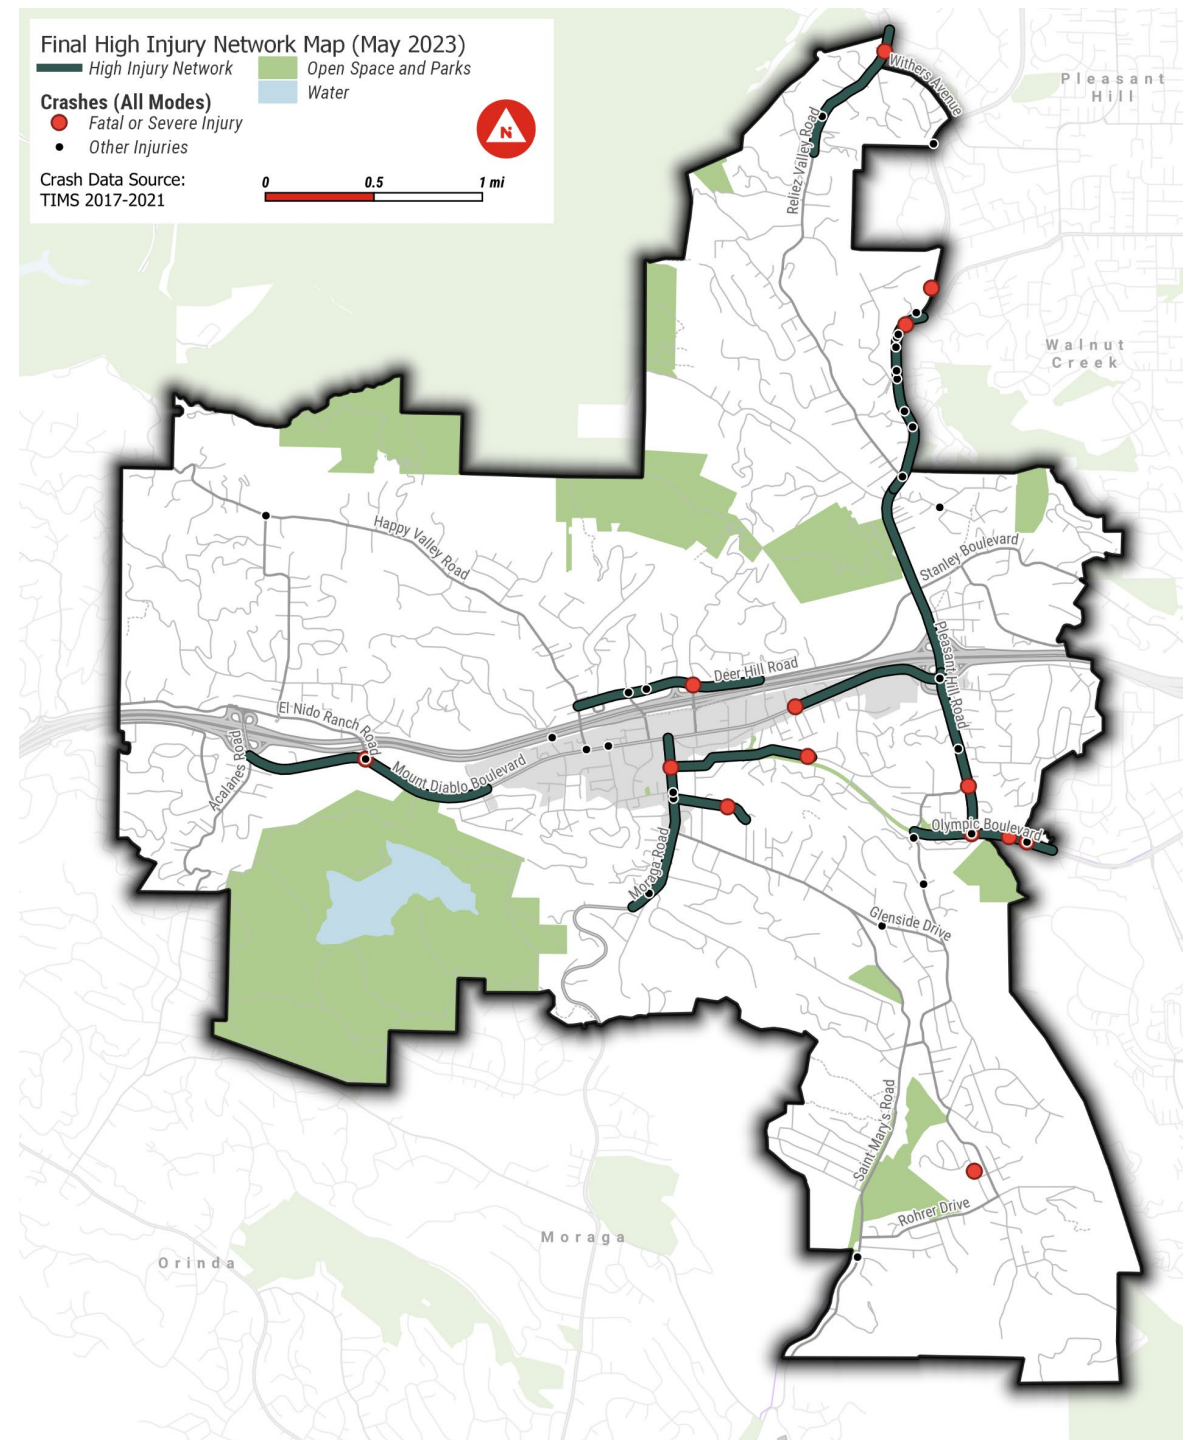 Final High Injury Network Map (May 2023)
High Injury Network
Open Space and Parks
Water
Crashes (All Modes)
Fatal or Severe Injury
Other Injuries
N
Crash Data Source:
TIMS 2017-2021
0 0.5 1 mi
Withers Avenue
Pleasant
Hill
Reliez Valley Road
Walnut
Creek
Happy Valley Road
Stanley Boulevard
Pleasant Hill Road
Deer Hill Road
El Nido Ranch Road
Acalanes Road
Mount Diablo Boulevard
Olympic Boulevard
Moraga Road
Glenside Drive
Saint Mary's Road
Rohrer Drive
Moraga
Orinda